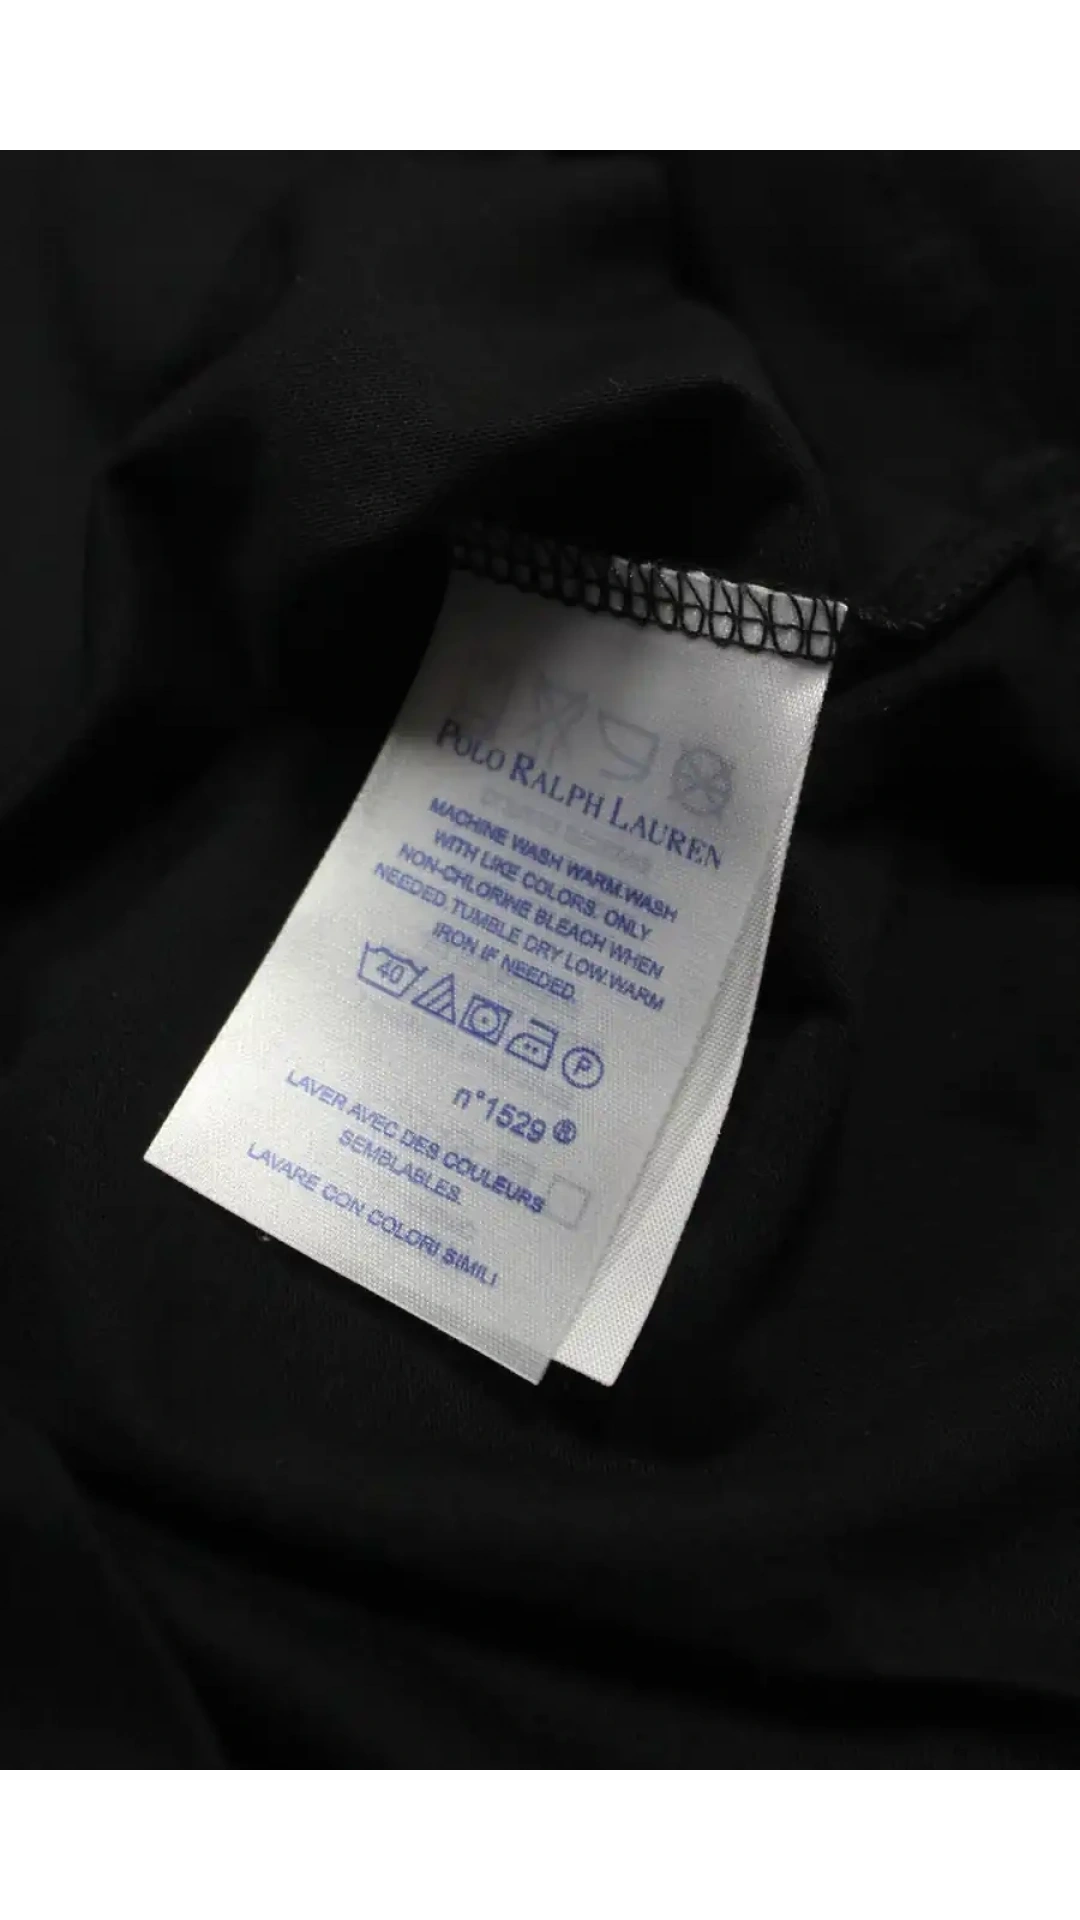 POLO RALPH LAUREN
MACHINE WASH WARM.WASH
WITH LIKE COLORS. ONLY
NON-CHLORINE BLEACH WHEN
NEEDED TUMBLE DRY LOW.WARM
IRON IF NEEDED.
40 P
n°1529 ®
LAVER AVEC DES COULEURS
SEMBLABLES.
LAVARE CON COLORI SIMILI